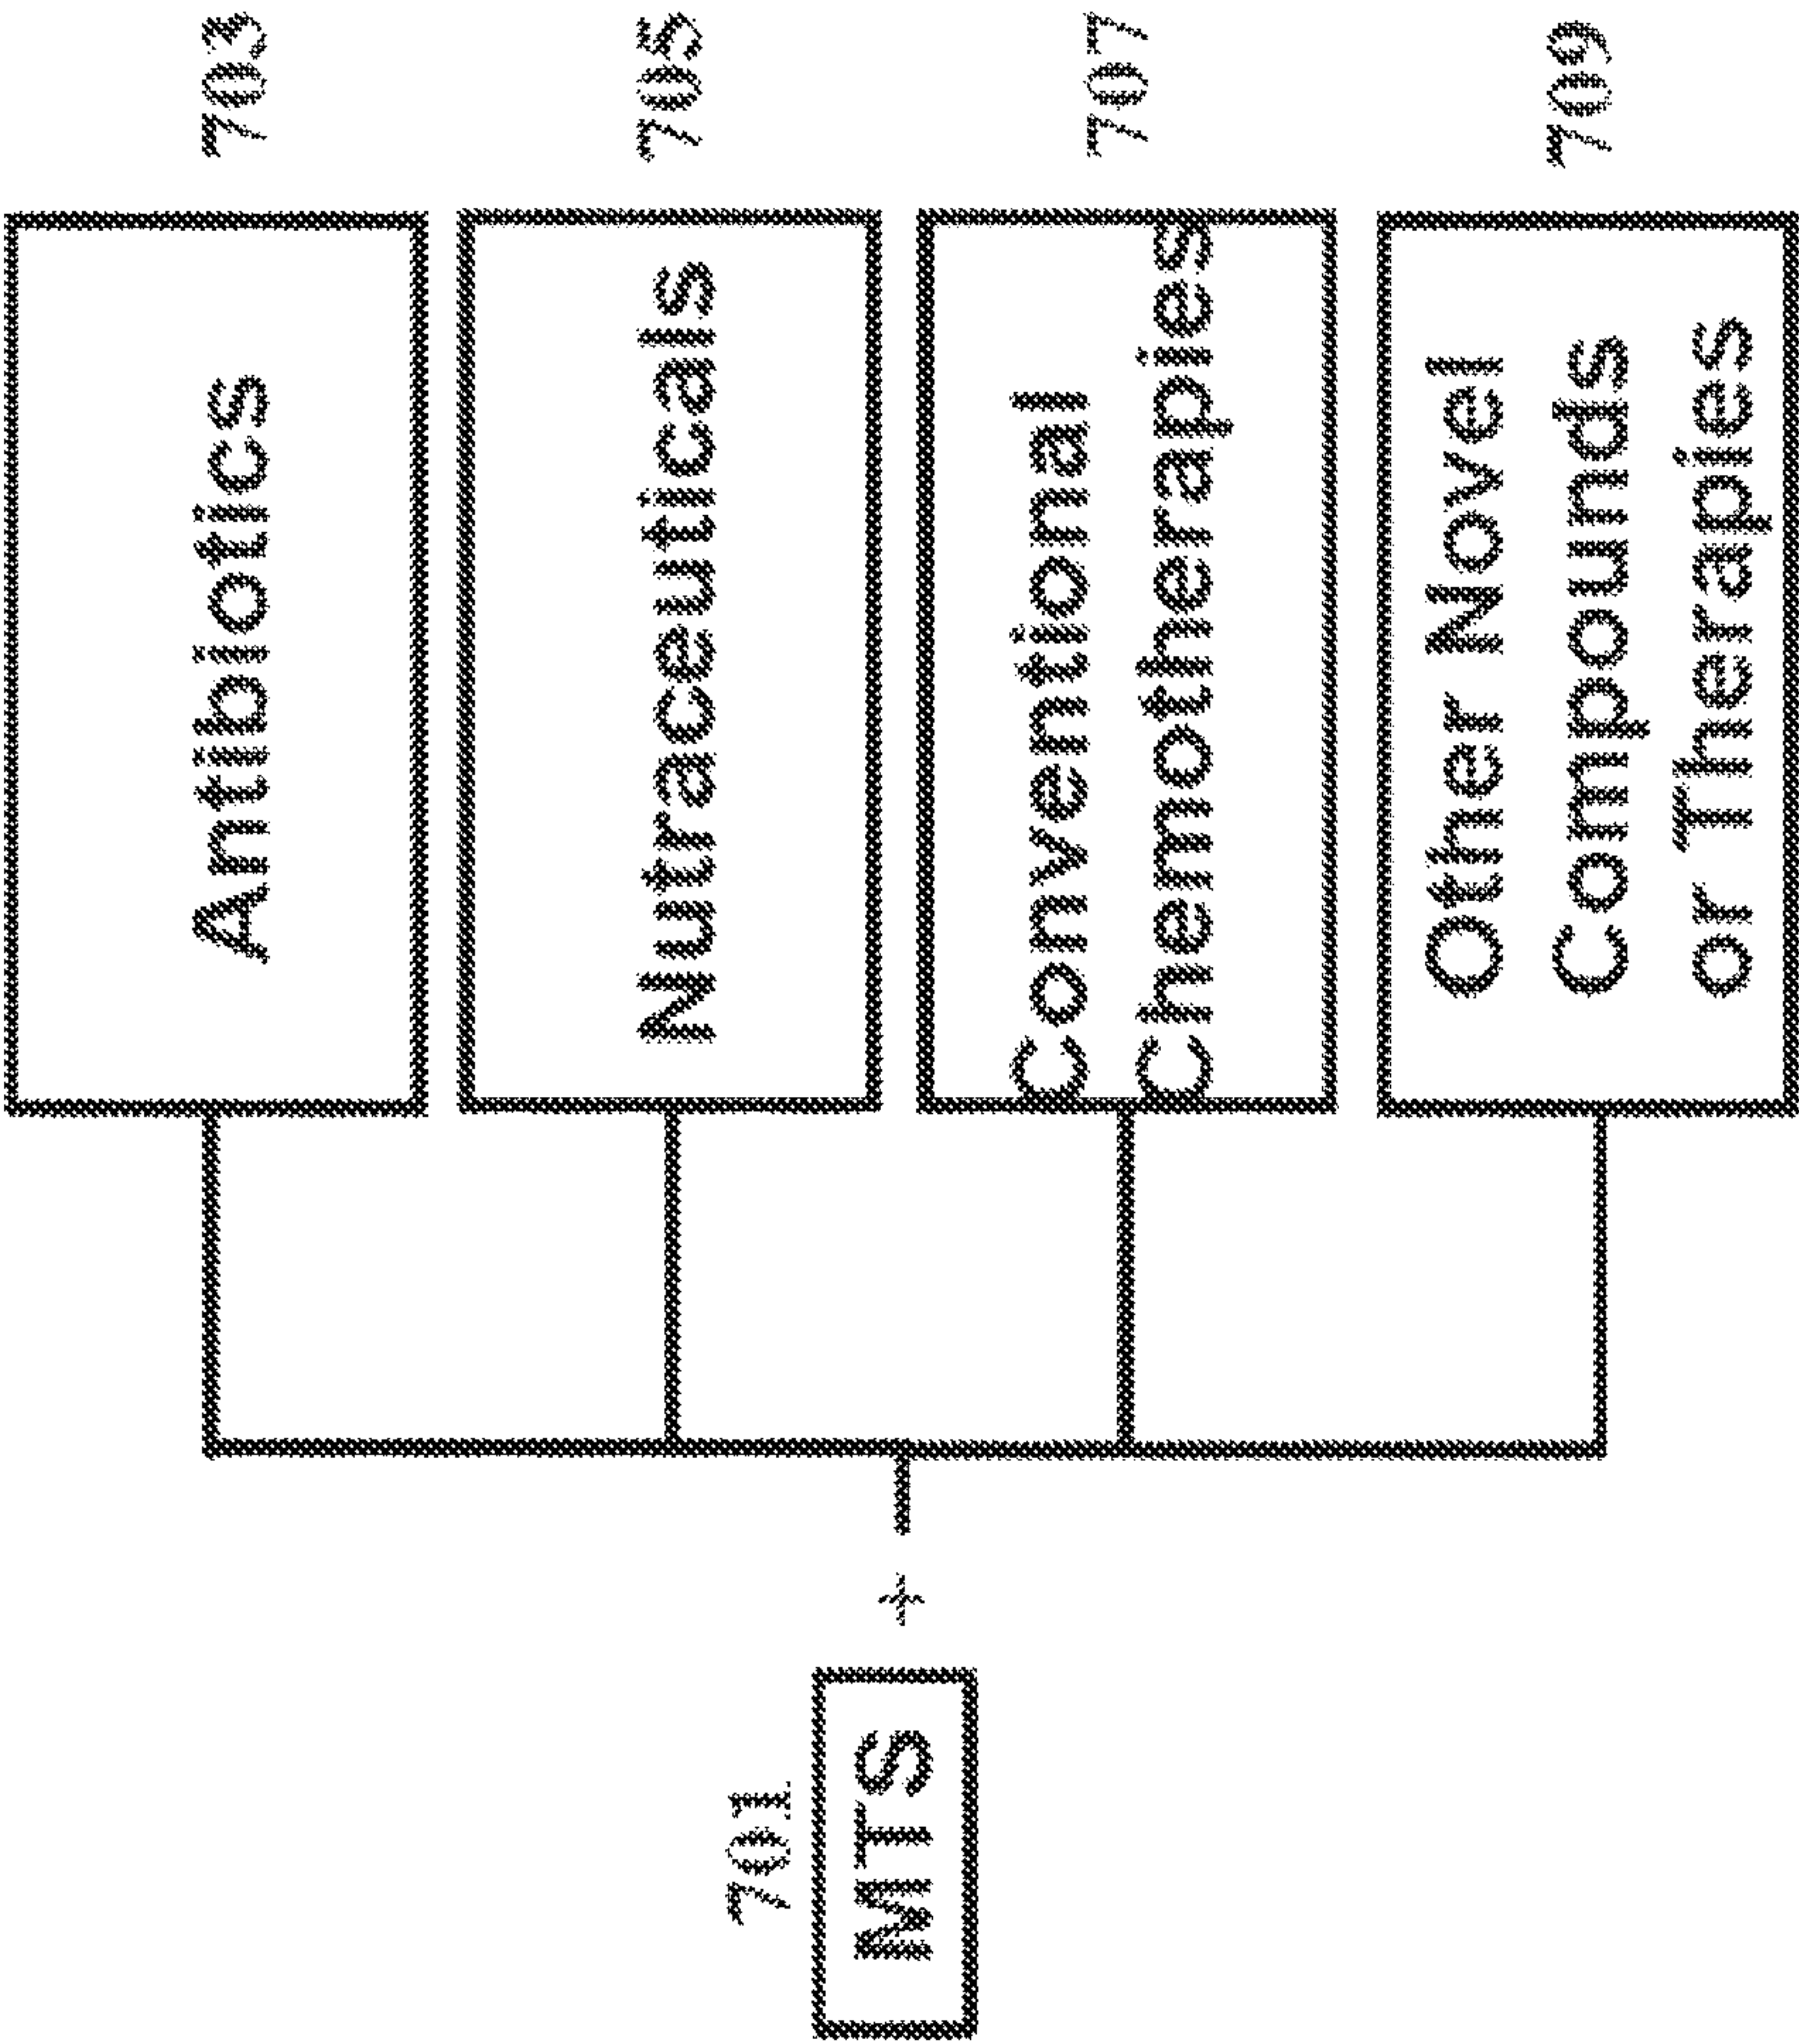 701
MTS
+
Antibiotics
703
Nutraceuticals
705
Conventional
Chemotherapies
707
Other Novel
Compounds
or Therapies
709